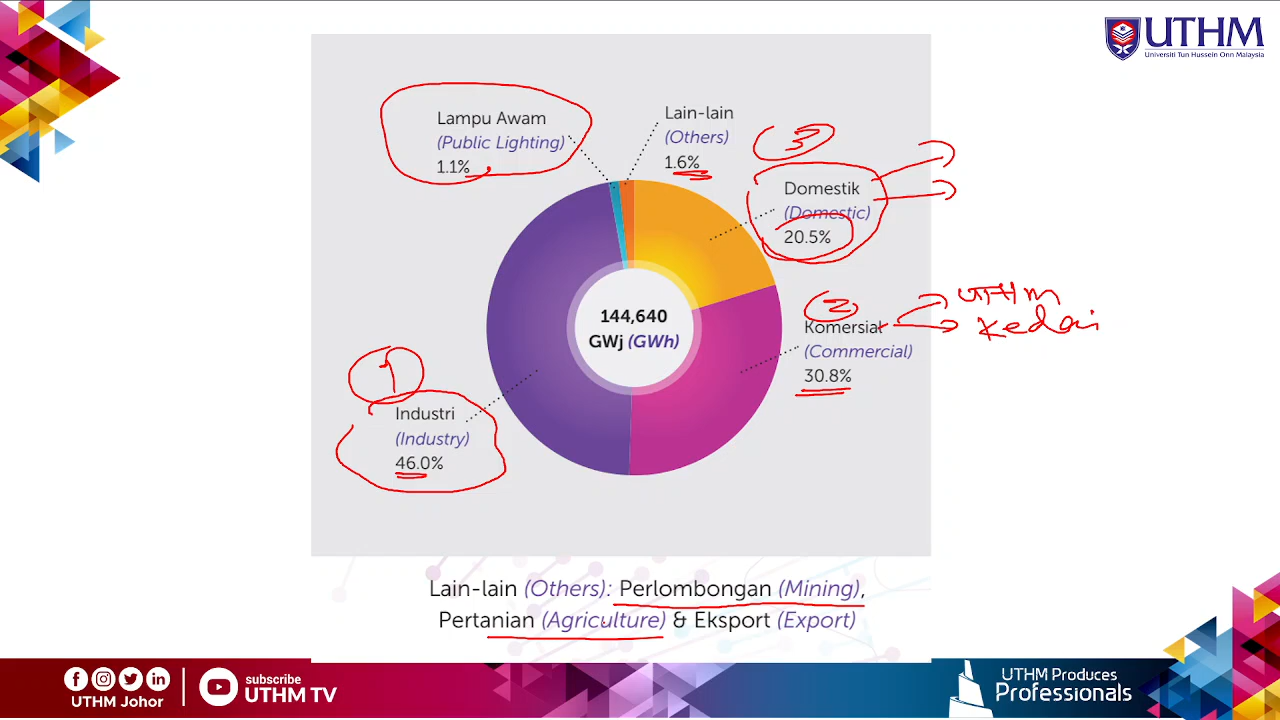 UTHM
Universiti Tun Hussein Onn Malaysia
Lampu Awam
(Public Lighting)
1.1%
Lain-lain
(Others)
1.6%
3
Domestik
(Domestic)
20.5%
2
UTHM
Kedai
Komersial
(Commercial)
30.8%
144,640
GWj (GWh)
1
Industri
(Industry)
46.0%
Lain-lain (Others): Perlombongan (Mining),
Pertanian (Agriculture) & Eksport (Export)
UTHM Johor
subscribe
UTHM TV
UTHM Produces
Professionals